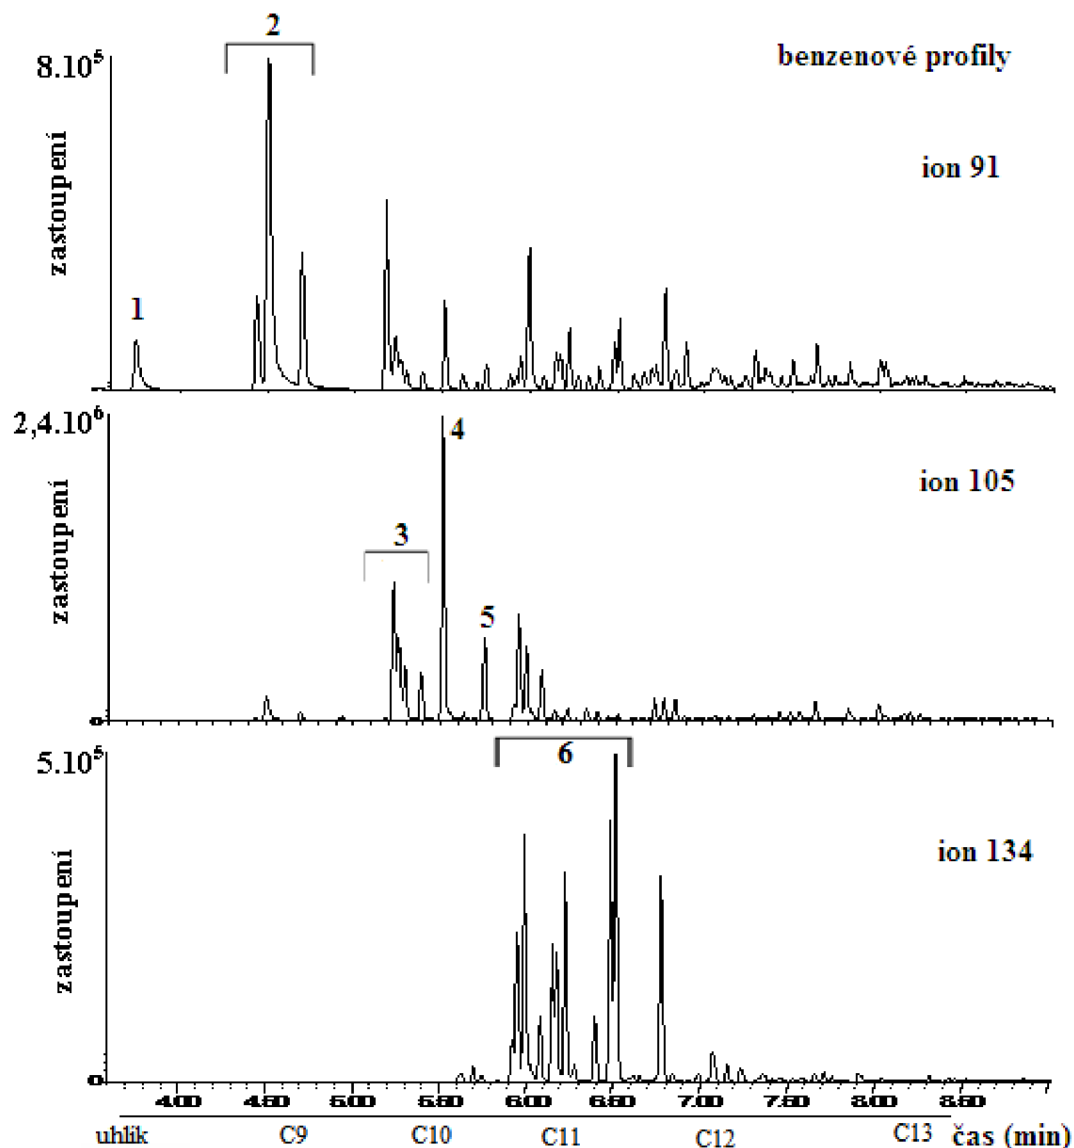 2
8.10⁵
benzenové profily
ion 91
zastoupení
1
2,4.10⁶
4
ion 105
zastoupení
3
5
0
5.10⁵
6
ion 134
zastoupení
0
4.00 4.50 5.00 5.50 6.00 6.50 7.00 7.50 8.00 8.50
uhlik C9 C10 C11 C12 C13 čas (min)